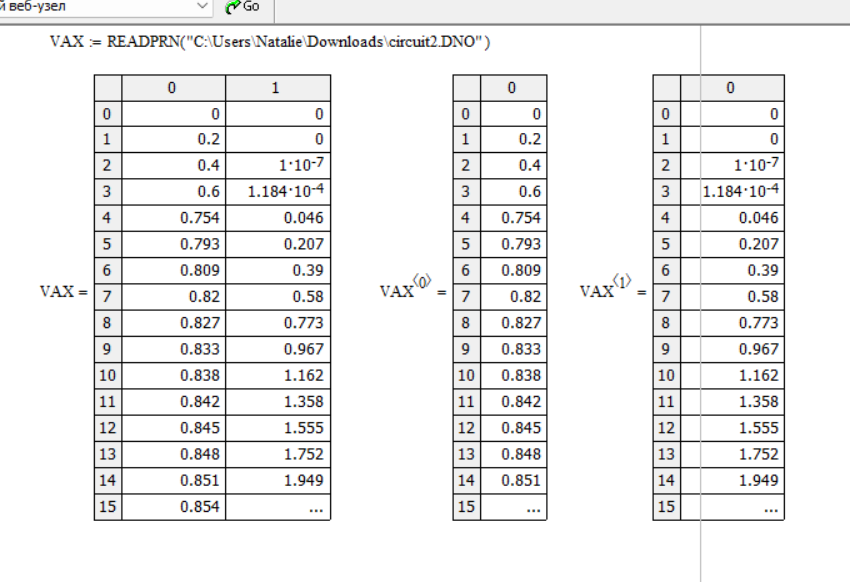 й веб-узел Go
VAX := READPRN("C:\Users\Natalie\Downloads\circuit2.DNO")
0 1 0 0
0 0 0 0 0 0 0
1 0.2 0 1 0.2 1 0
2 0.4 1·10-7 2 0.4 2 1·10-7
3 0.6 1.184·10-4 3 0.6 3 1.184·10-4
4 0.754 0.046 4 0.754 4 0.046
5 0.793 0.207 5 0.793 5 0.207
6 0.809 0.39 6 0.809 6 0.39
VAX = 7 0.82 0.58 VAX⟨0⟩ = 7 0.82 VAX⟨1⟩ = 7 0.58
8 0.827 0.773 8 0.827 8 0.773
9 0.833 0.967 9 0.833 9 0.967
10 0.838 1.162 10 0.838 10 1.162
11 0.842 1.358 11 0.842 11 1.358
12 0.845 1.555 12 0.845 12 1.555
13 0.848 1.752 13 0.848 13 1.752
14 0.851 1.949 14 0.851 14 1.949
15 0.854 ... 15 ... 15 ...